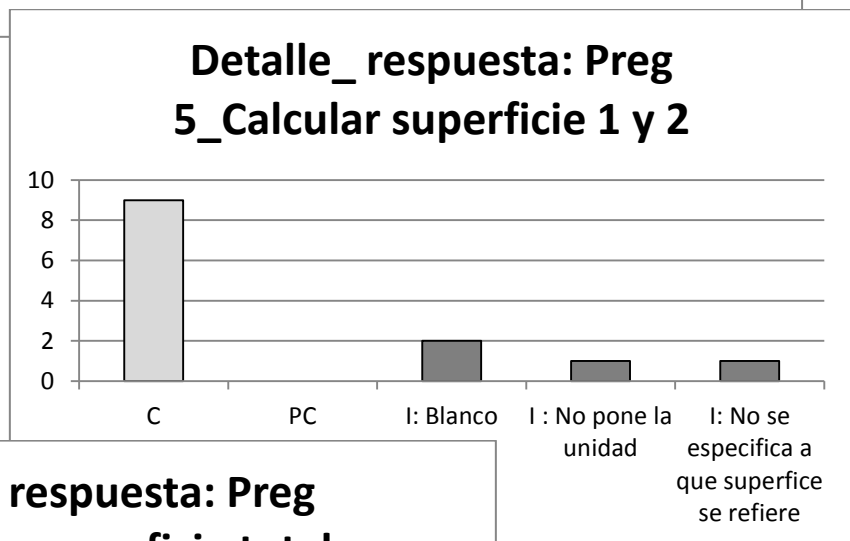 Detalle_ respuesta: Preg
5_Calcular superficie 1 y 2
10
8
6
4
2
0
C
PC
I: Blanco
I : No pone la
unidad
I: No se
especifica a
que superfice
se refiere
respuesta: Preg